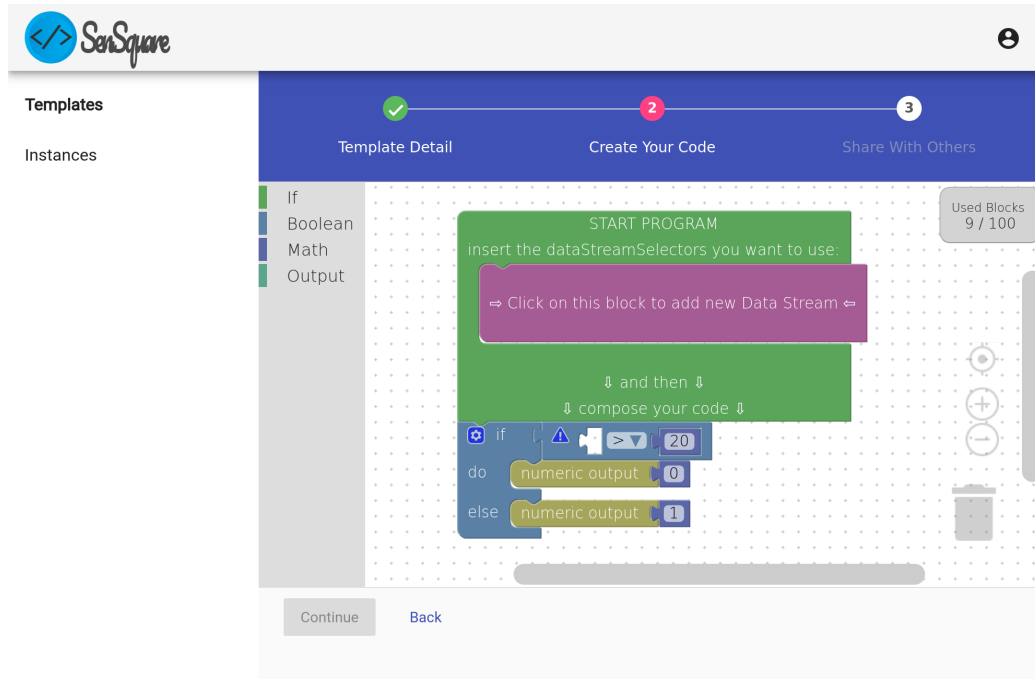 </> SenSquare
Templates
Instances
2
3
Template Detail
Create Your Code
Share With Others
If
Boolean
Math
Output
Used Blocks
9 / 100
START PROGRAM
insert the dataStreamSelectors you want to use:
⇨ Click on this block to add new Data Stream ⇦
⇩ and then ⇩
⇩ compose your code ⇩
if
> ▼ 20
do numeric output 0
else numeric output 1
Continue
Back